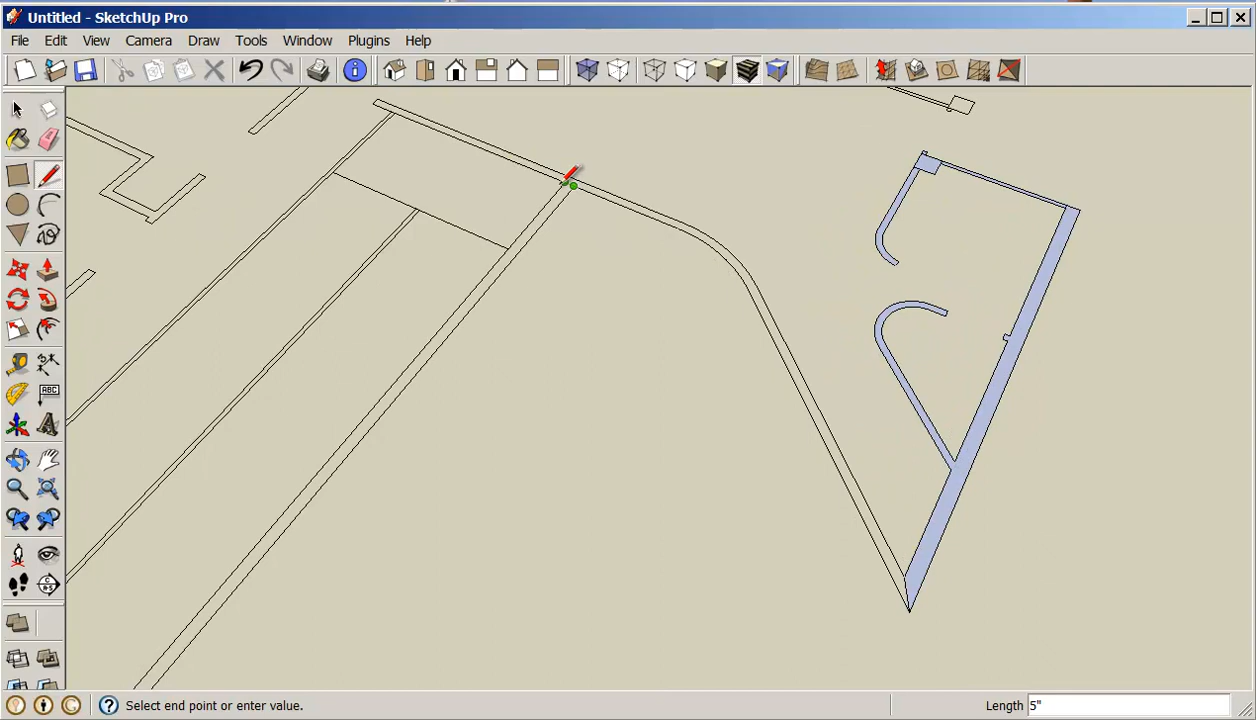 Untitled - SketchUp Pro
File Edit View Camera Draw Tools Window Plugins Help
ABC
Select end point or enter value.
Length 5"